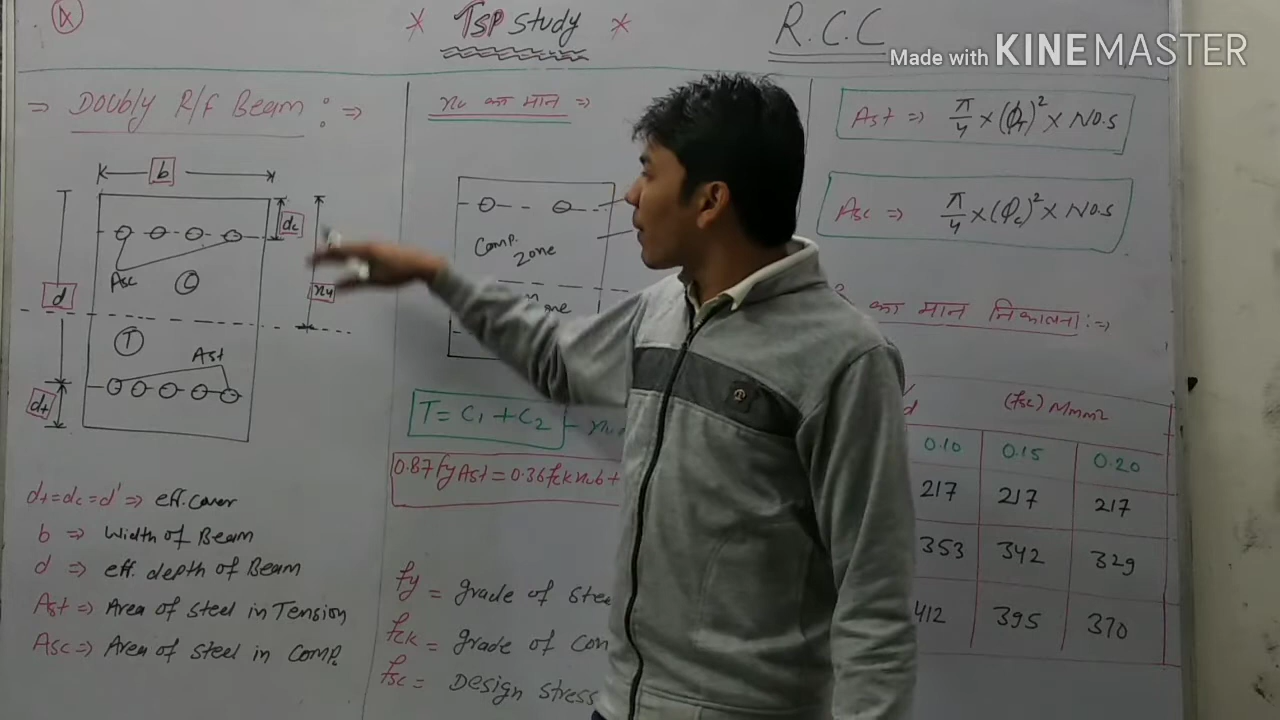 * TSP Study *
R.C.C
Made with KINEMASTER
⇒ Doubly R/f Beam :⇒
b
dc
Asc
C
d
xu
T
Ast
dt
dt = dc = d' ⇒ eff. cover
b ⇒ Width of Beam
d ⇒ eff. depth of Beam
Ast ⇒ Area of Steel in Tension
Asc ⇒ Area of Steel in Comp.
xu का मान ⇒
Comp.
zone
T = C1 + C2
0.87 fy Ast = 0.36 fck xu b +
fy = grade of
fck = grade of
fsc = Design Stress
Ast ⇒ π/4 × (ϕT)² × No.s
Asc ⇒ π/4 × (ϕc)² × No.s
का मान निकालना :⇒
(fsc) N/mm2
0.10 0.15 0.20
217 217 217
353 342 329
412 395 370